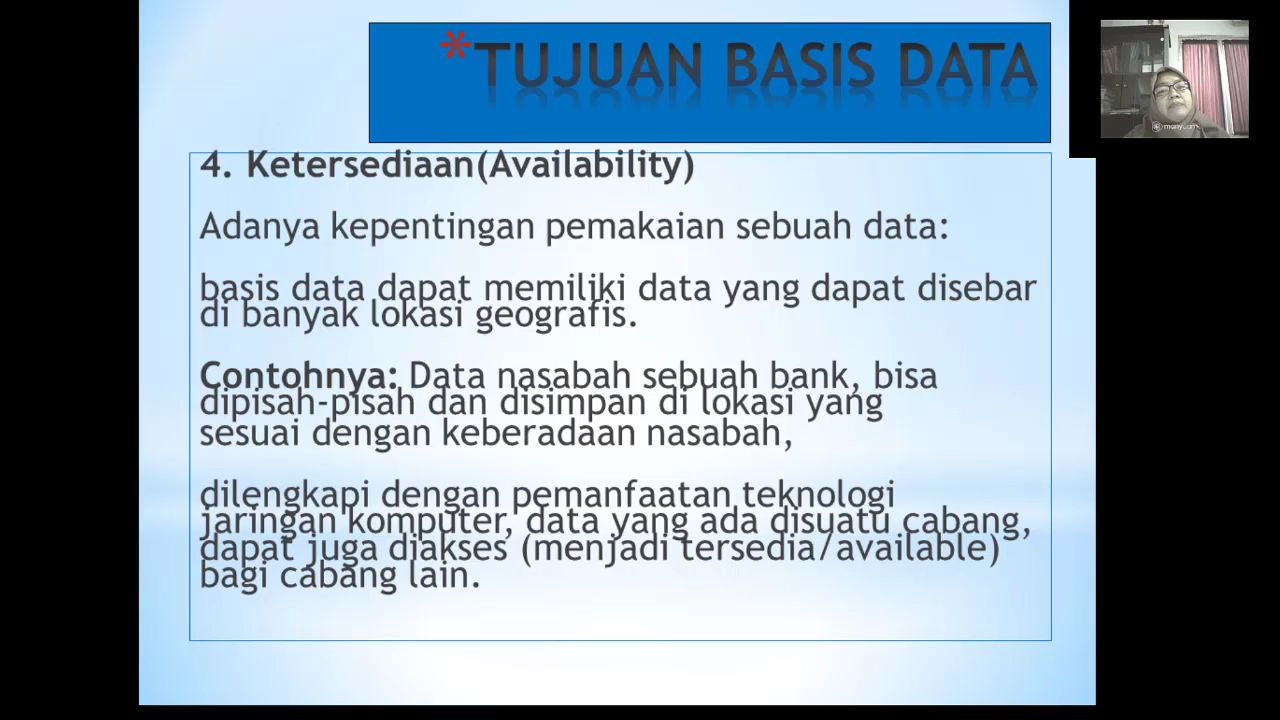 *TUJUAN BASIS DATA
4. Ketersediaan(Availability)
Adanya kepentingan pemakaian sebuah data:
basis data dapat memiliki data yang dapat disebar
di banyak lokasi geografis.
Contohnya: Data nasabah sebuah bank, bisa
dipisah-pisah dan disimpan di lokasi yang
sesuai dengan keberadaan nasabah,
dilengkapi dengan pemanfaatan teknologi
jaringan komputer, data yang ada disuatu cabang,
dapat juga diakses (menjadi tersedia/available)
bagi cabang lain.